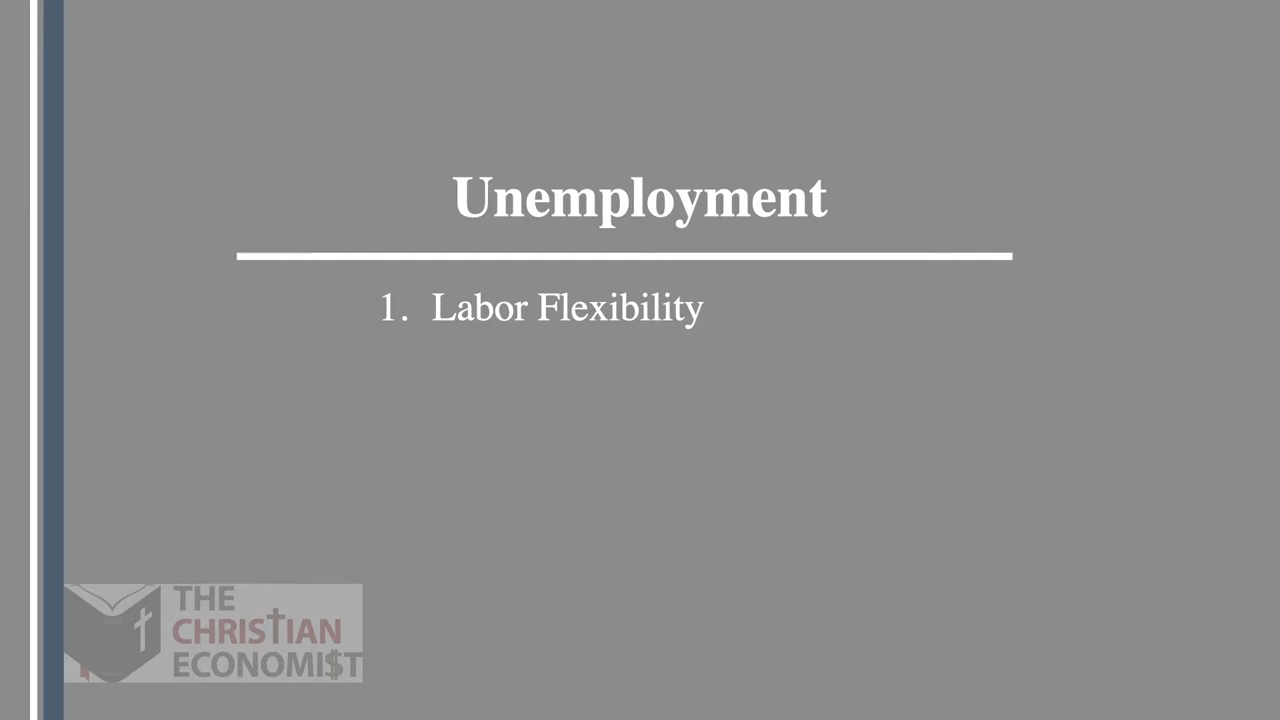 Unemployment
1. Labor Flexibility
THE
CHRISTIAN
ECONOMI$T